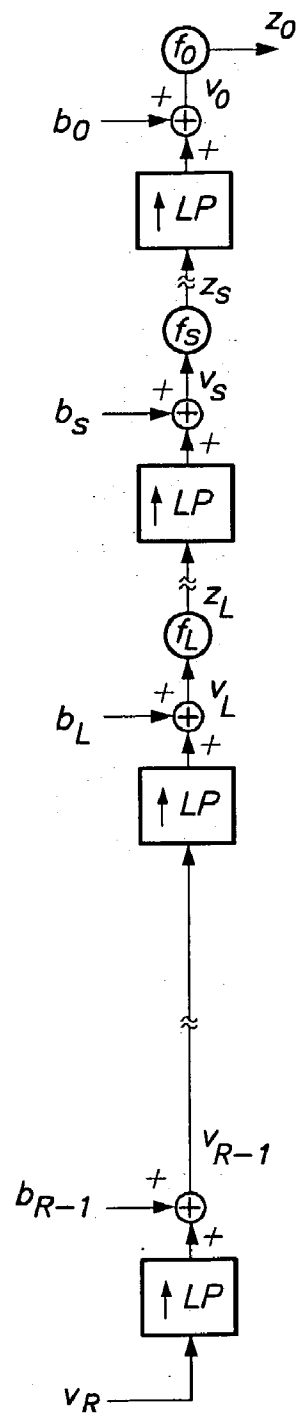 z0
f0
v0
+
b0
+
+
↑ LP
zS
fS
vS
+
bS
+
+
↑ LP
zL
fL
vL
+
bL
+
+
↑ LP
vR-1
+
bR-1
+
+
↑ LP
vR